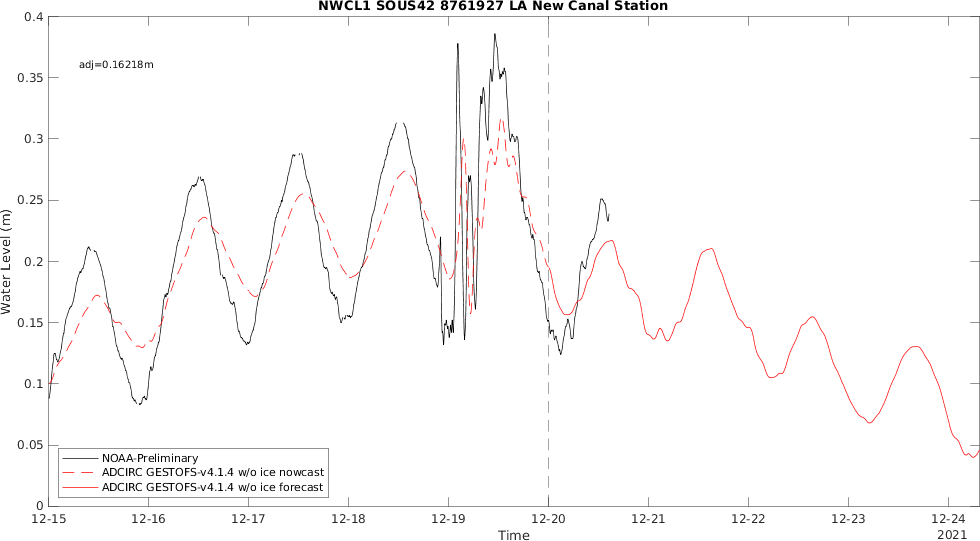 NWCL1 SOUS42 8761927 LA New Canal Station
adj=0.16218m
Water Level (m)
0.4
0.35
0.3
0.25
0.2
0.15
0.1
0.05
0
NOAA-Preliminary
ADCIRC GESTOFS-v4.1.4 w/o ice nowcast
ADCIRC GESTOFS-v4.1.4 w/o ice forecast
12-15 12-16 12-17 12-18 12-19 12-20 12-21 12-22 12-23 12-24
Time
2021